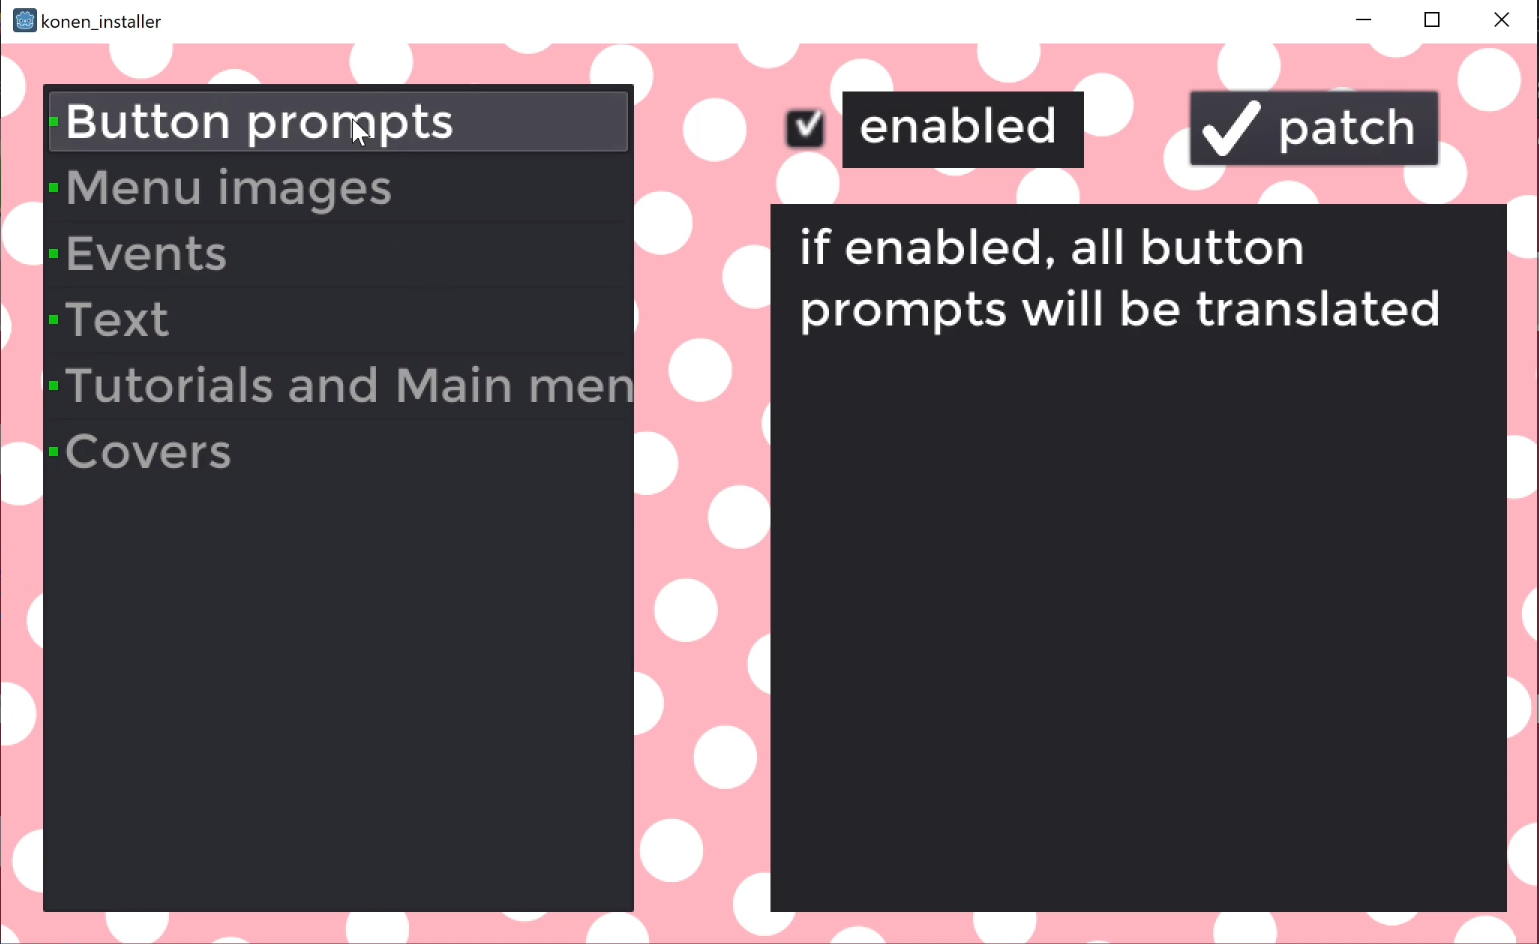 konen_installer
Button prompts
Menu images
Events
Text
Tutorials and Main men
Covers
enabled
patch
if enabled, all button
prompts will be translated